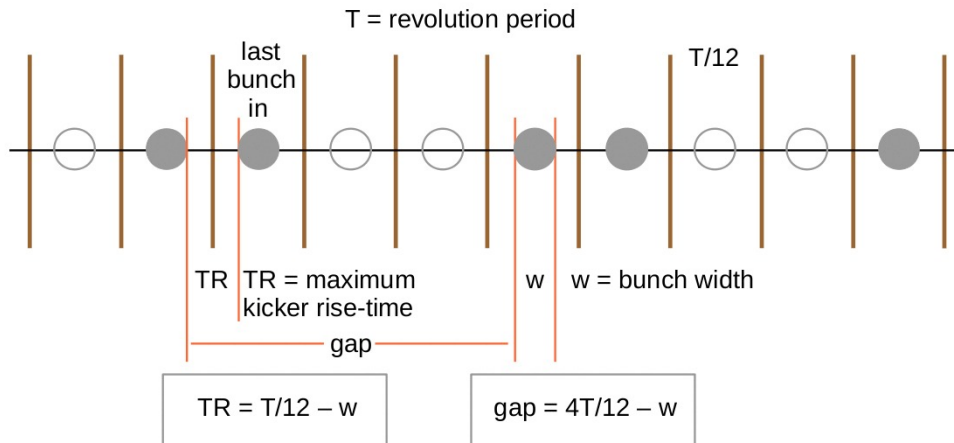 T = revolution period
last
bunch
in
T/12
TR
TR = maximum
kicker rise-time
w
w = bunch width
gap
TR = T/12 – w
gap = 4T/12 – w